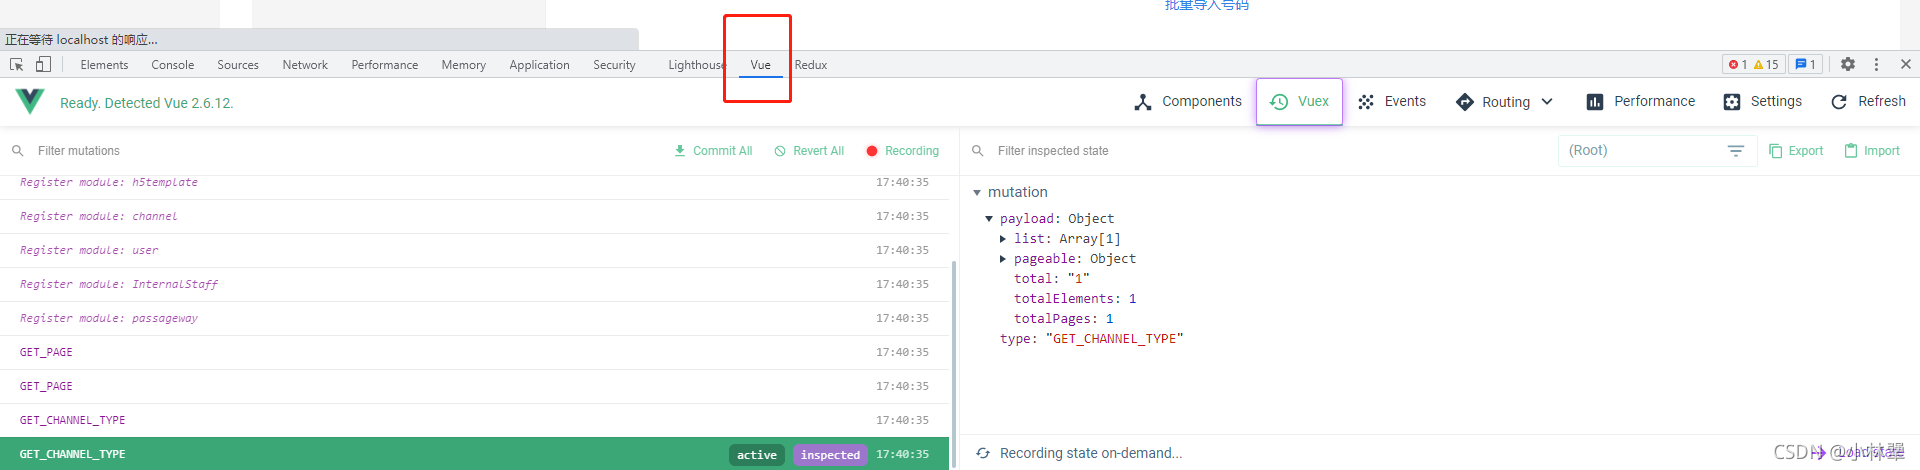 批量导入号码
正在等待 localhost 的响应...
Elements Console Sources Network Performance Memory Application Security Lighthouse Vue Redux 1 15 1
Ready. Detected Vue 2.6.12. Components Vuex Events Routing Performance Settings Refresh
Filter mutations Commit All Revert All Recording Filter inspected state (Root) Export Import
Register module: h5template 17:40:35
Register module: channel 17:40:35
Register module: user 17:40:35
Register module: InternalStaff 17:40:35
Register module: passageway 17:40:35
GET_PAGE 17:40:35
GET_PAGE 17:40:35
GET_CHANNEL_TYPE 17:40:35
GET_CHANNEL_TYPE active inspected 17:40:35
mutation
payload: Object
list: Array[1]
pageable: Object
total: "1"
totalElements: 1
totalPages: 1
type: "GET_CHANNEL_TYPE"
Recording state on-demand...
Load state
CSDN @小林犟